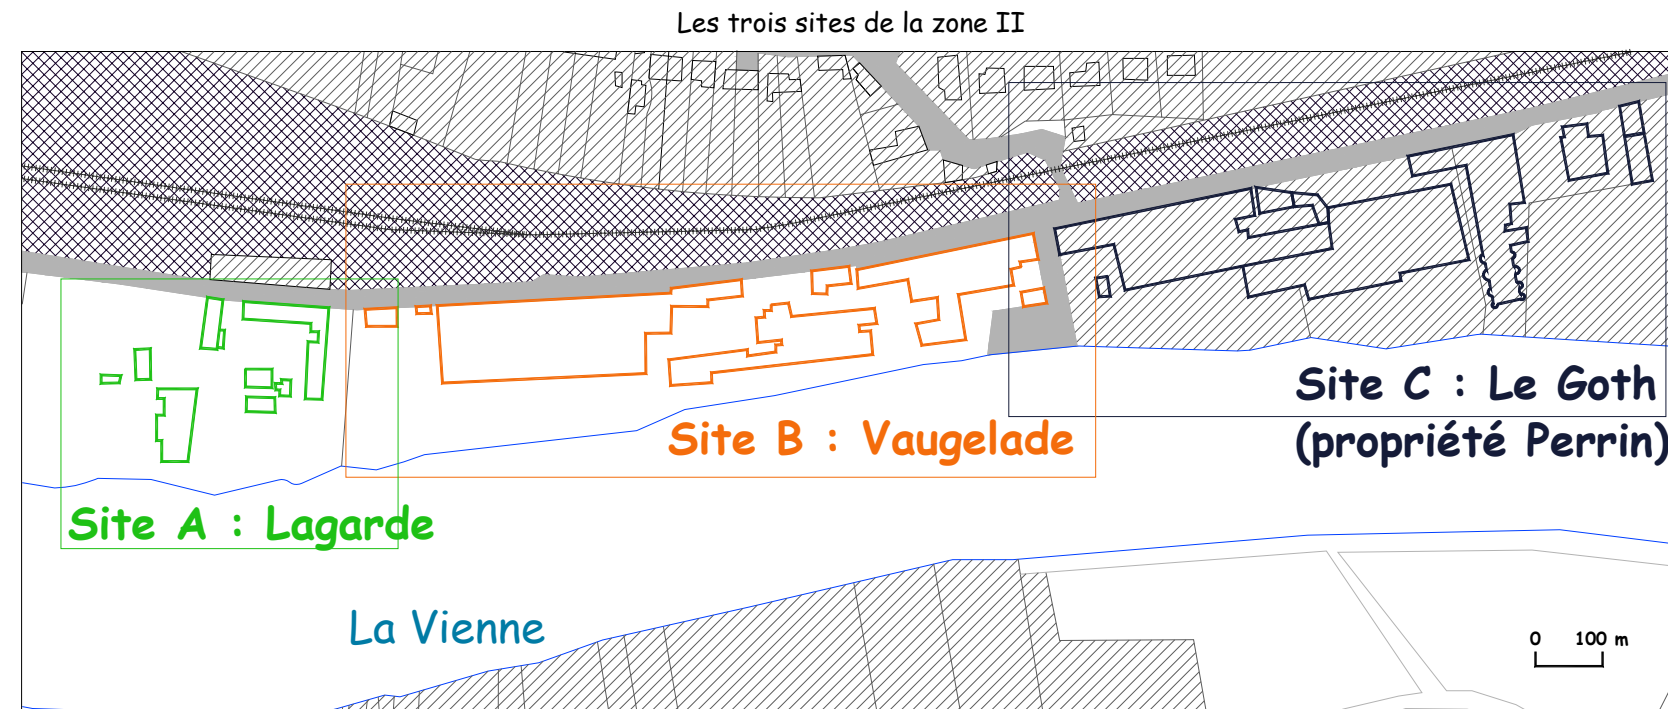 Les trois sites de la zone II
Site C : Le Goth
(propriété Perrin)
Site B : Vaugelade
Site A : Lagarde
La Vienne
0 100 m